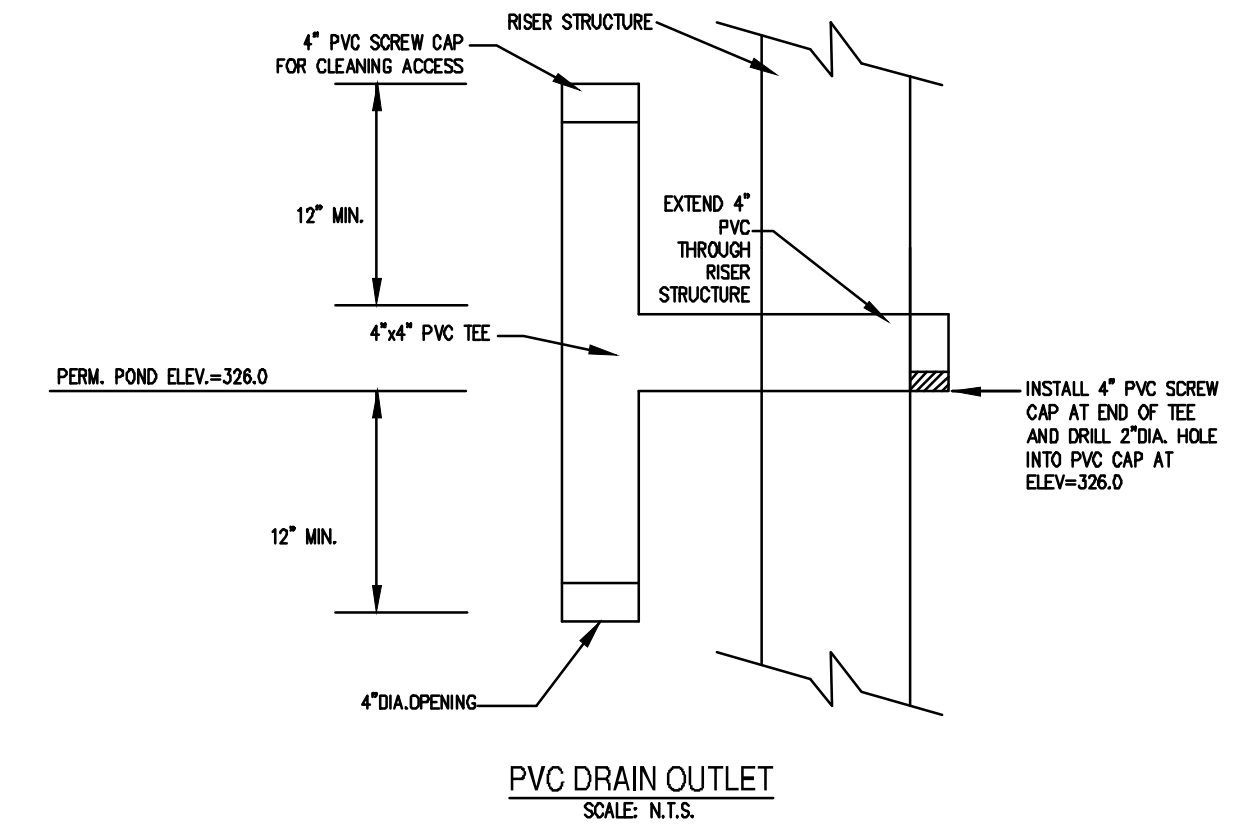 RISER STRUCTURE
4" PVC SCREW CAP
FOR CLEANING ACCESS
12" MIN.
EXTEND 4"
PVC
THROUGH
RISER
STRUCTURE
4"x4" PVC TEE
PERM. POND ELEV.=326.0
INSTALL 4" PVC SCREW
CAP AT END OF TEE
AND DRILL 2"DIA. HOLE
INTO PVC CAP AT
ELEV=326.0
12" MIN.
4"DIA.OPENING
PVC DRAIN OUTLET
SCALE: N.T.S.